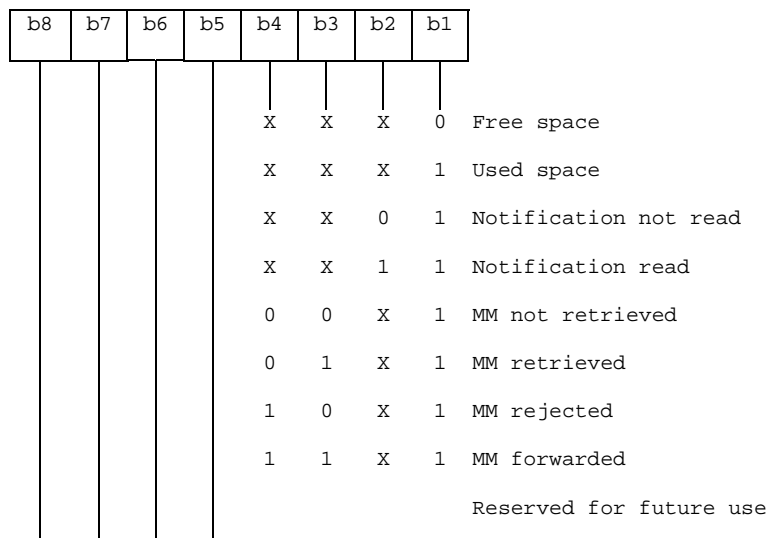 b8 b7 b6 b5 b4 b3 b2 b1
X X X 0 Free space
X X X 1 Used space
X X 0 1 Notification not read
X X 1 1 Notification read
0 0 X 1 MM not retrieved
0 1 X 1 MM retrieved
1 0 X 1 MM rejected
1 1 X 1 MM forwarded
Reserved for future use